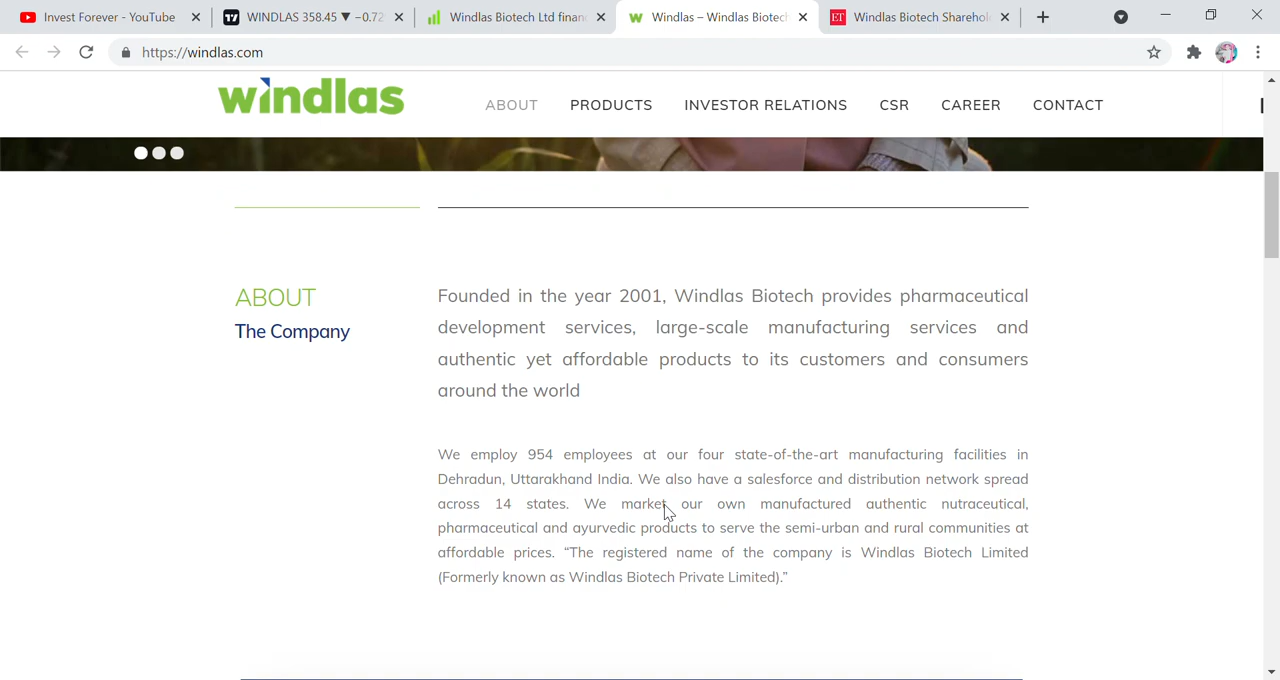 Invest Forever - YouTube
WINDLAS 358.45 ▼ −0.72
Windlas Biotech Ltd finan
Windlas – Windlas Biotech
ET Windlas Biotech Sharehol
https://windlas.com
windlas
ABOUT PRODUCTS INVESTOR RELATIONS CSR CAREER CONTACT
ABOUT
The Company
Founded in the year 2001, Windlas Biotech provides pharmaceutical
development services, large-scale manufacturing services and
authentic yet affordable products to its customers and consumers
around the world
We employ 954 employees at our four state-of-the-art manufacturing facilities in
Dehradun, Uttarakhand India. We also have a salesforce and distribution network spread
across 14 states. We market our own manufactured authentic nutraceutical,
pharmaceutical and ayurvedic products to serve the semi-urban and rural communities at
affordable prices. “The registered name of the company is Windlas Biotech Limited
(Formerly known as Windlas Biotech Private Limited).”